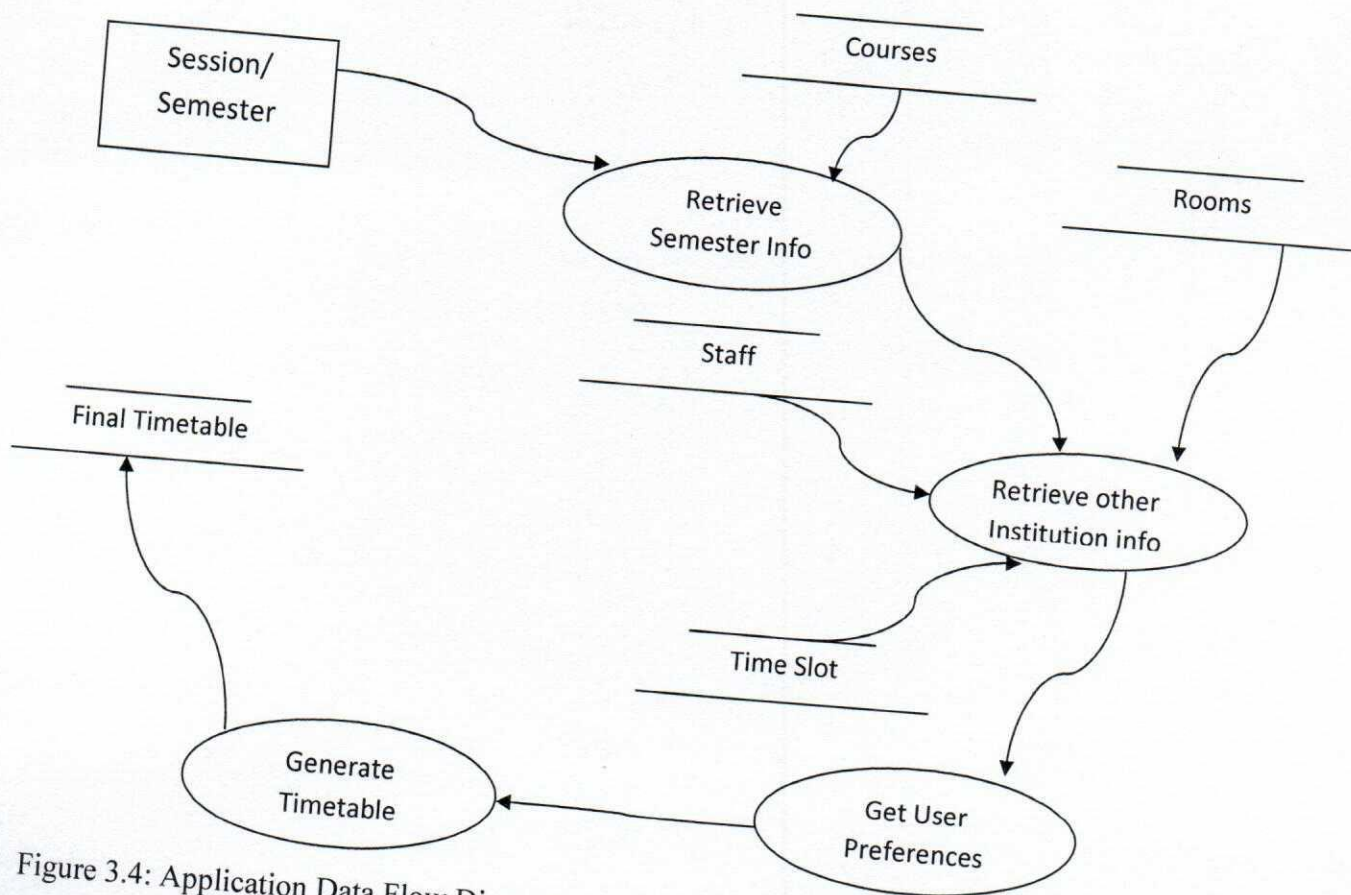 Session/
Semester
Courses
Retrieve
Semester Info
Rooms
Staff
Final Timetable
Retrieve other
Institution info
Time Slot
Generate
Timetable
Get User
Preferences
Figure 3.4: Application Data Flow